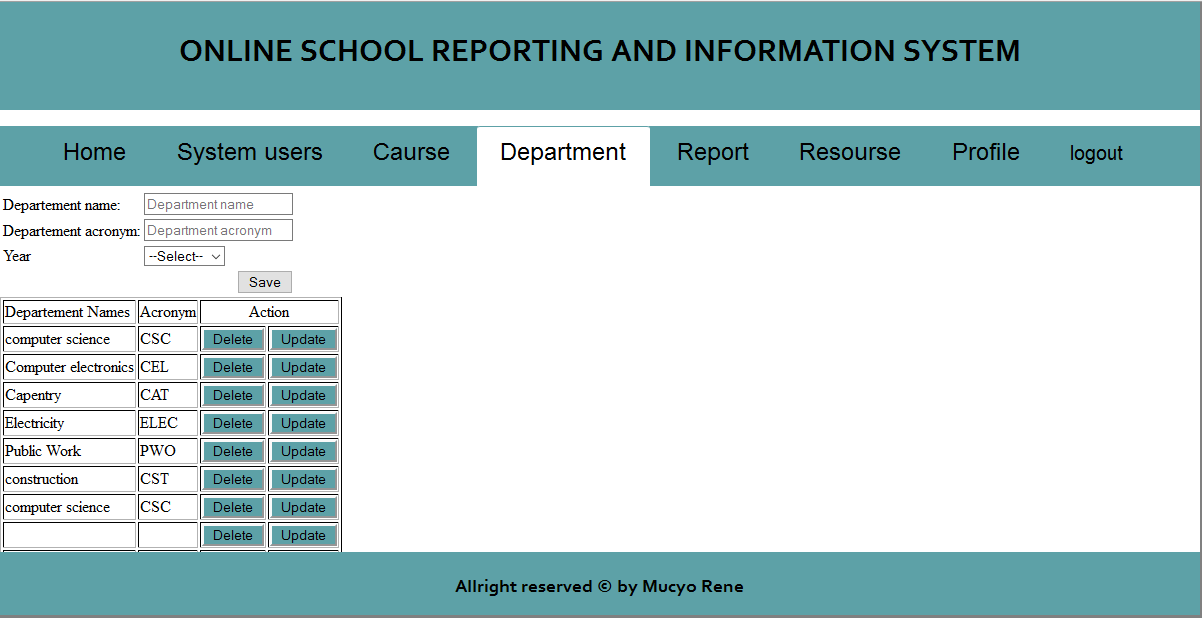 ONLINE SCHOOL REPORTING AND INFORMATION SYSTEM
Home System users Caurse Department Report Resourse Profile logout
Departement name: Department name
Departement acronym: Department acronym
Year --Select--
Save
Departement Names Acronym Action
computer science CSC Delete Update
Computer electronics CEL Delete Update
Capentry CAT Delete Update
Electricity ELEC Delete Update
Public Work PWO Delete Update
construction CST Delete Update
computer science CSC Delete Update
Delete Update
Allright reserved © by Mucyo Rene